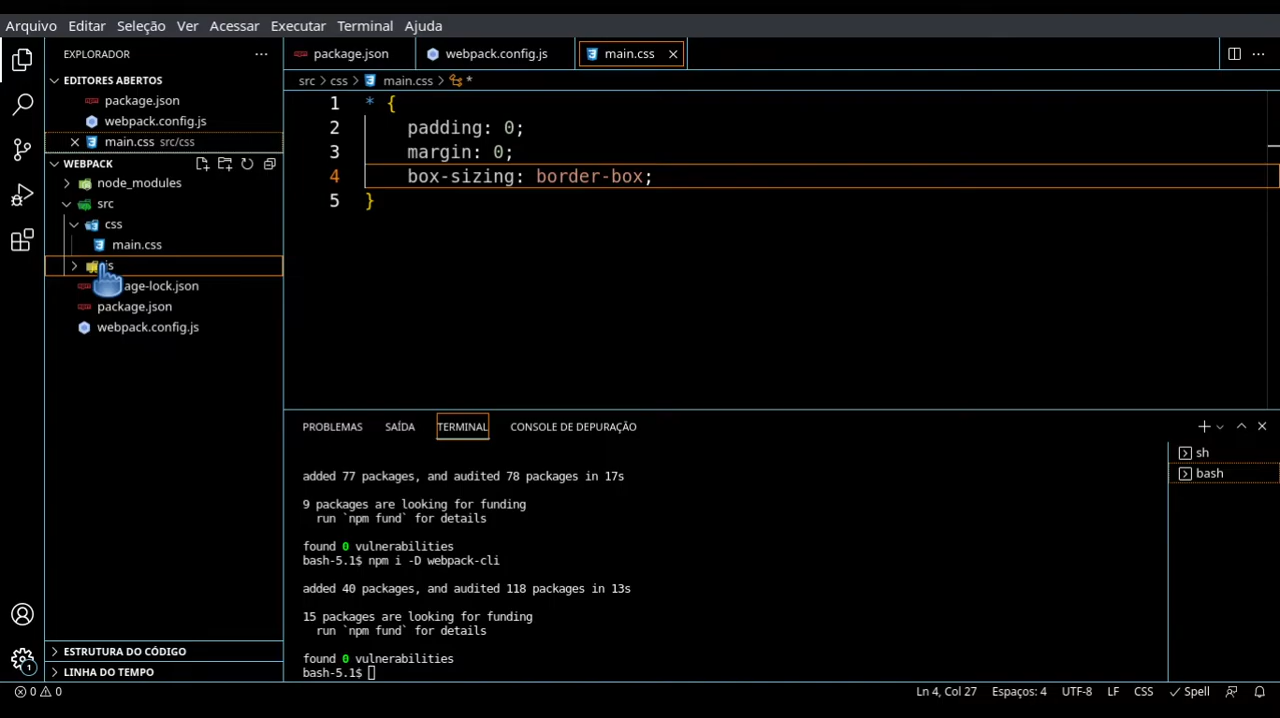 Arquivo Editar Seleção Ver Acessar Executar Terminal Ajuda
EXPLORADOR
EDITORES ABERTOS
package.json
webpack.config.js
main.css src/css
WEBPACK
node_modules
src
css
main.css
js
age-lock.json
package.json
webpack.config.js
ESTRUTURA DO CÓDIGO
LINHA DO TEMPO
package.json webpack.config.js main.css
src > css > main.css > *
1 * {
2 padding: 0;
3 margin: 0;
4 box-sizing: border-box;
5 }
PROBLEMAS SAÍDA TERMINAL CONSOLE DE DEPURAÇÃO
added 77 packages, and audited 78 packages in 17s
9 packages are looking for funding
run `npm fund` for details
found 0 vulnerabilities
bash-5.1$ npm i -D webpack-cli
added 40 packages, and audited 118 packages in 13s
15 packages are looking for funding
run `npm fund` for details
found 0 vulnerabilities
bash-5.1$
sh
bash
1
0 0 Ln 4, Col 27 Espaços: 4 UTF-8 LF CSS Spell